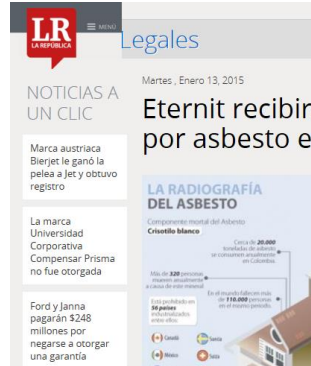 LR
LA REPÚBLICA
MENÚ
Legales
NOTICIAS A
UN CLIC
Marca austriaca
Bierjet le ganó la
pelea a Jet y obtuvo
registro
La marca
Universidad
Corporativa
Compensar Prisma
no fue otorgada
Ford y Janna
pagarán $248
millones por
negarse a otorgar
una garantía
Martes , Enero 13, 2015
Eternit recibir
por asbesto e
LA RADIOGRAFÍA
DEL ASBESTO
Componente mortal del Asbesto
Crisotilo blanco
Cerca de 20.000
toneladas de asbesto
se consumen anualmente
en Colombia
Más de 320 personas
mueren anualmente
a causa de este mineral
En el mundo fallecen más
de 110.000 personas
en el mismo periodo
Está prohibido en
56 países
industrializados
entre ellos
Canadá
Suecia
México
Suiza